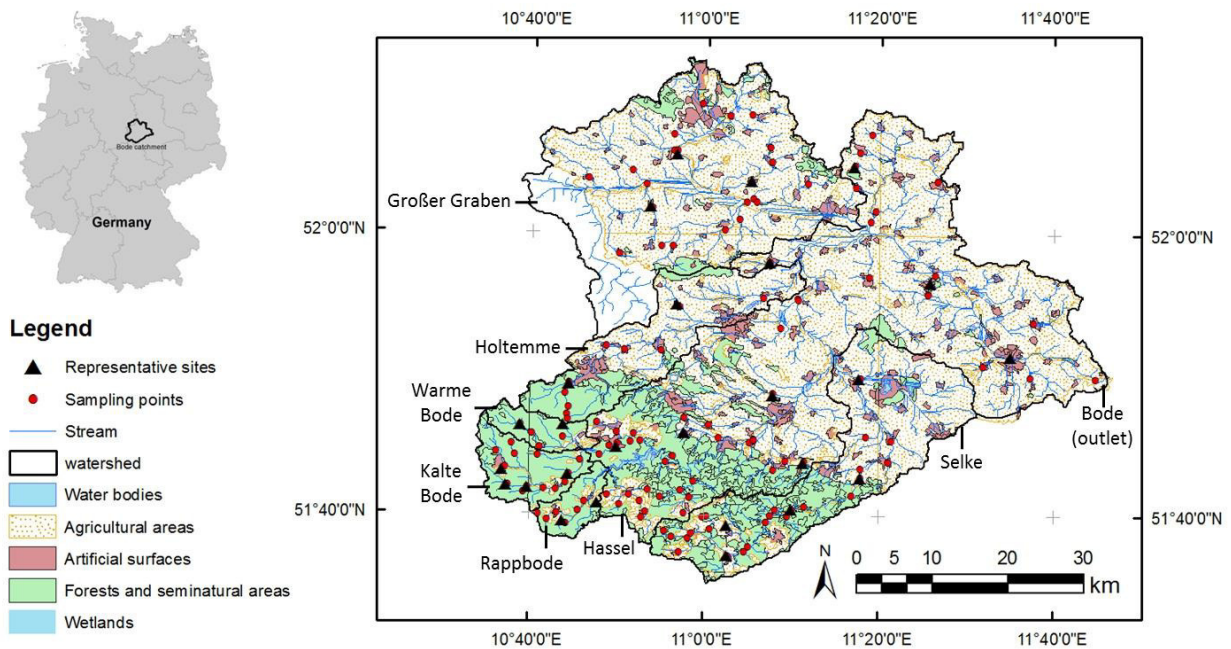 Bode catchment
Germany
Legend
Representative sites
Sampling points
Stream
watershed
Water bodies
Agricultural areas
Artificial surfaces
Forests and seminatural areas
Wetlands
10°40'0"E
11°0'0"E
11°20'0"E
11°40'0"E
52°0'0"N
52°0'0"N
51°40'0"N
51°40'0"N
Großer Graben
Holtemme
Warme
Bode
Kalte
Bode
Rappbode
Hassel
Selke
Bode
(outlet)
N
0 5 10 20 30
km
10°40'0"E
11°0'0"E
11°20'0"E
11°40'0"E